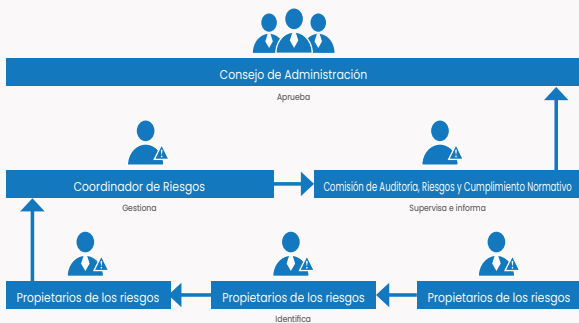 Consejo de Administración
Aprueba
Coordinador de Riesgos
Comisión de Auditoría, Riesgos y Cumplimiento Normativo
Gestiona
Supervisa e informa
Propietarios de los riesgos
Propietarios de los riesgos
Propietarios de los riesgos
Identifica